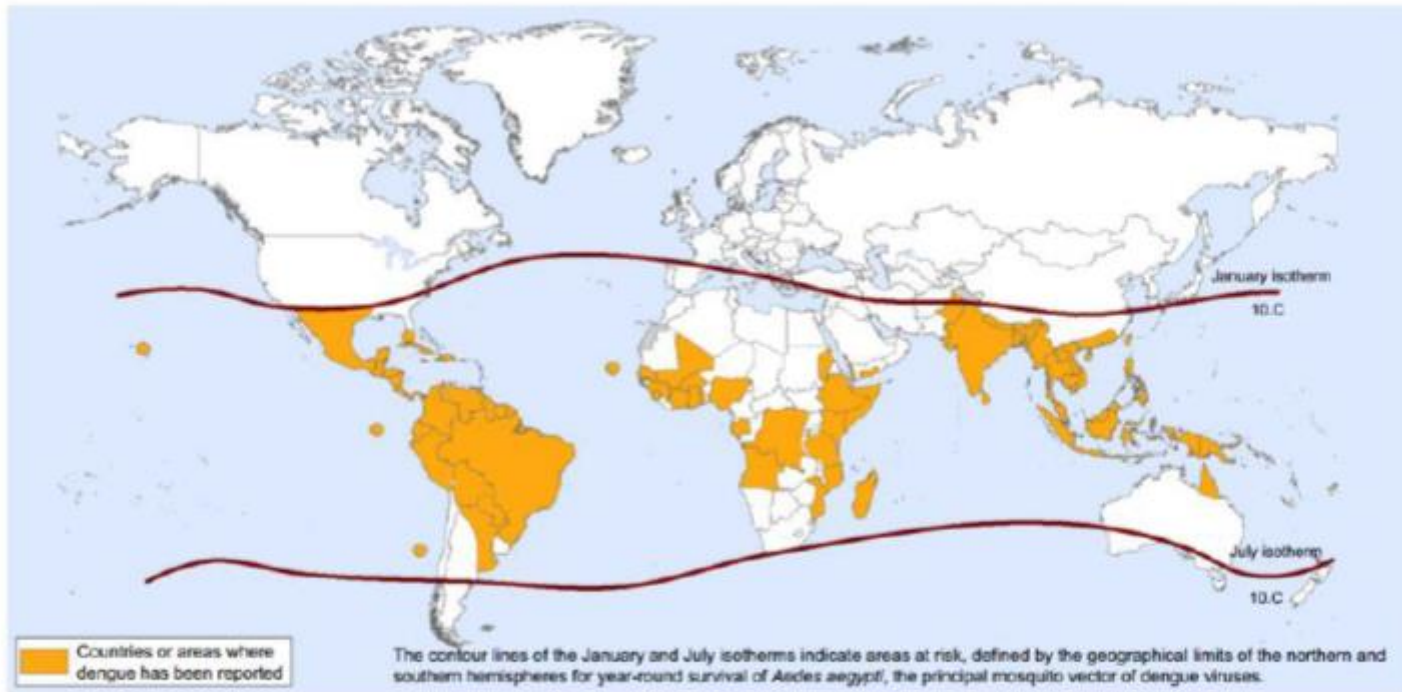 January isotherm
10.C
July isotherm
10.C
Countries or areas where
dengue has been reported
The contour lines of the January and July isotherms indicate areas at risk, defined by the geographical limits of the northern and
southern hemispheres for year-round survival of Aedes aegypti, the principal mosquito vector of dengue viruses.